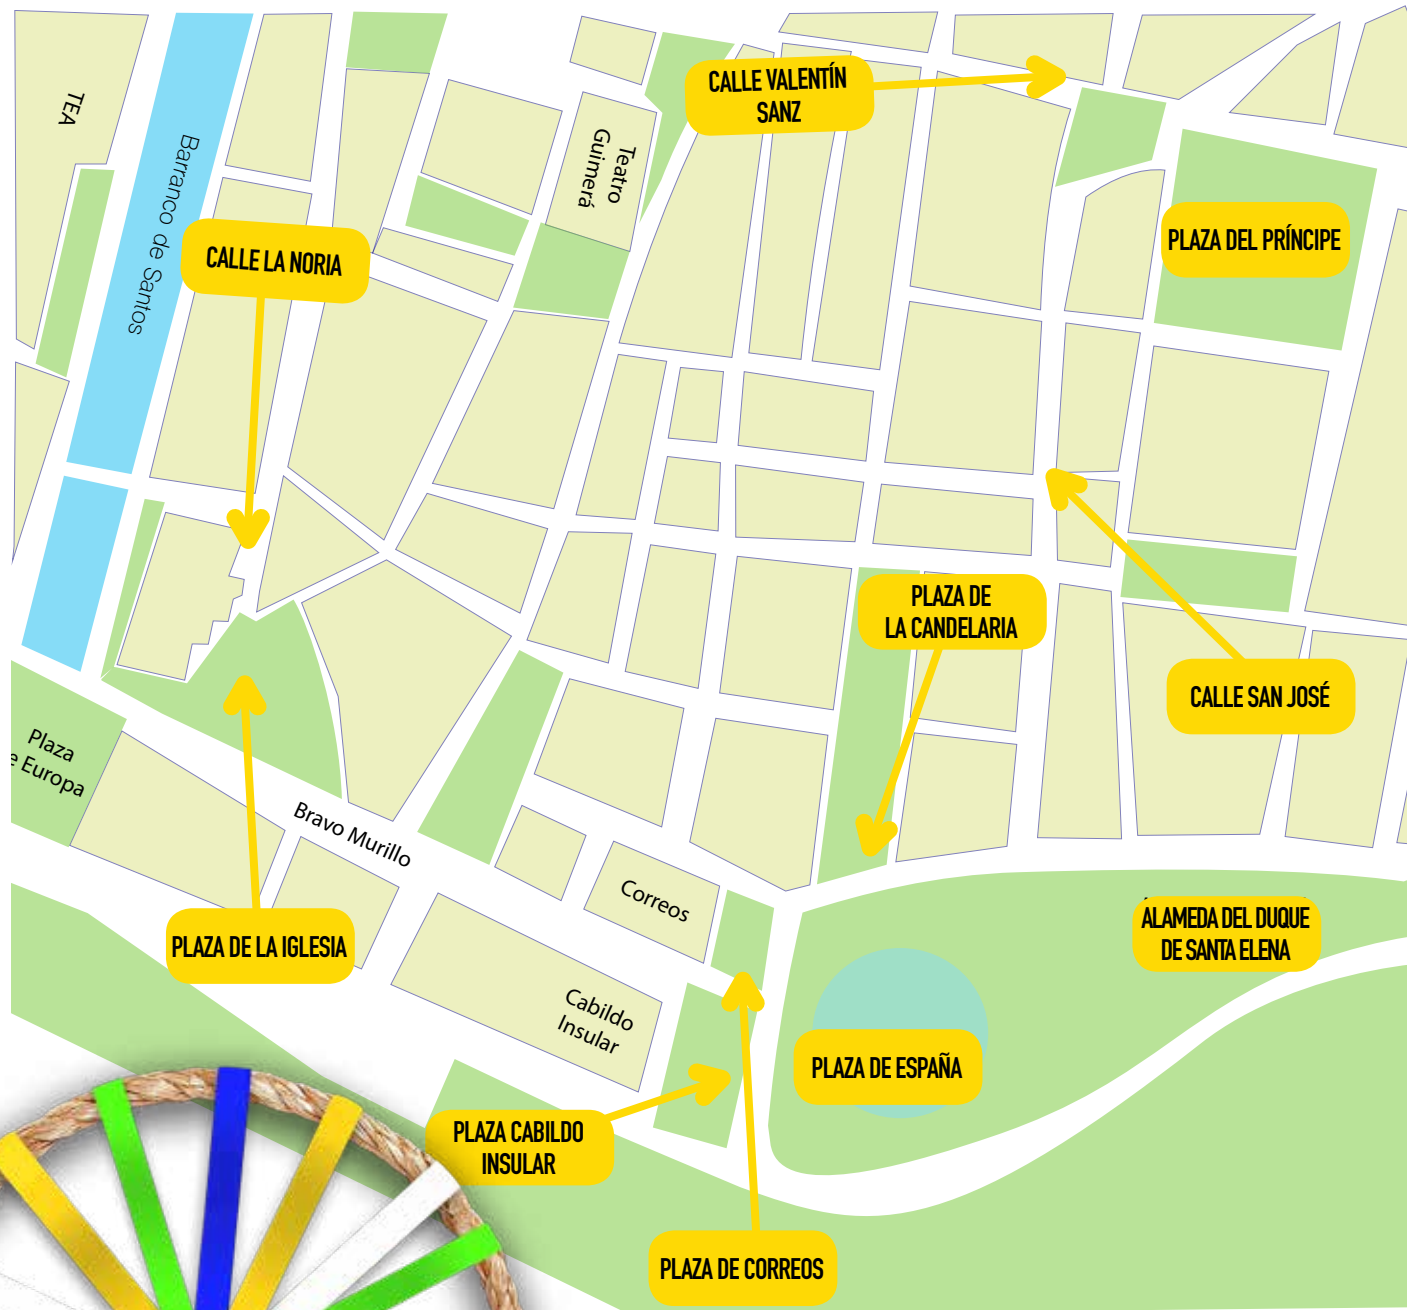 CALLE VALENTÍN
SANZ
TEA
Barranco de Santos
Teatro
Guimerá
CALLE LA NORIA
PLAZA DEL PRÍNCIPE
PLAZA DE
LA CANDELARIA
CALLE SAN JOSÉ
Plaza
e Europa
Bravo Murillo
Correos
PLAZA DE LA IGLESIA
ÁLAMEDA DEL DUQUE
DE SANTA ELENA
Cabildo
Insular
PLAZA DE ESPAÑA
PLAZA CABILDO
INSULAR
PLAZA DE CORREOS